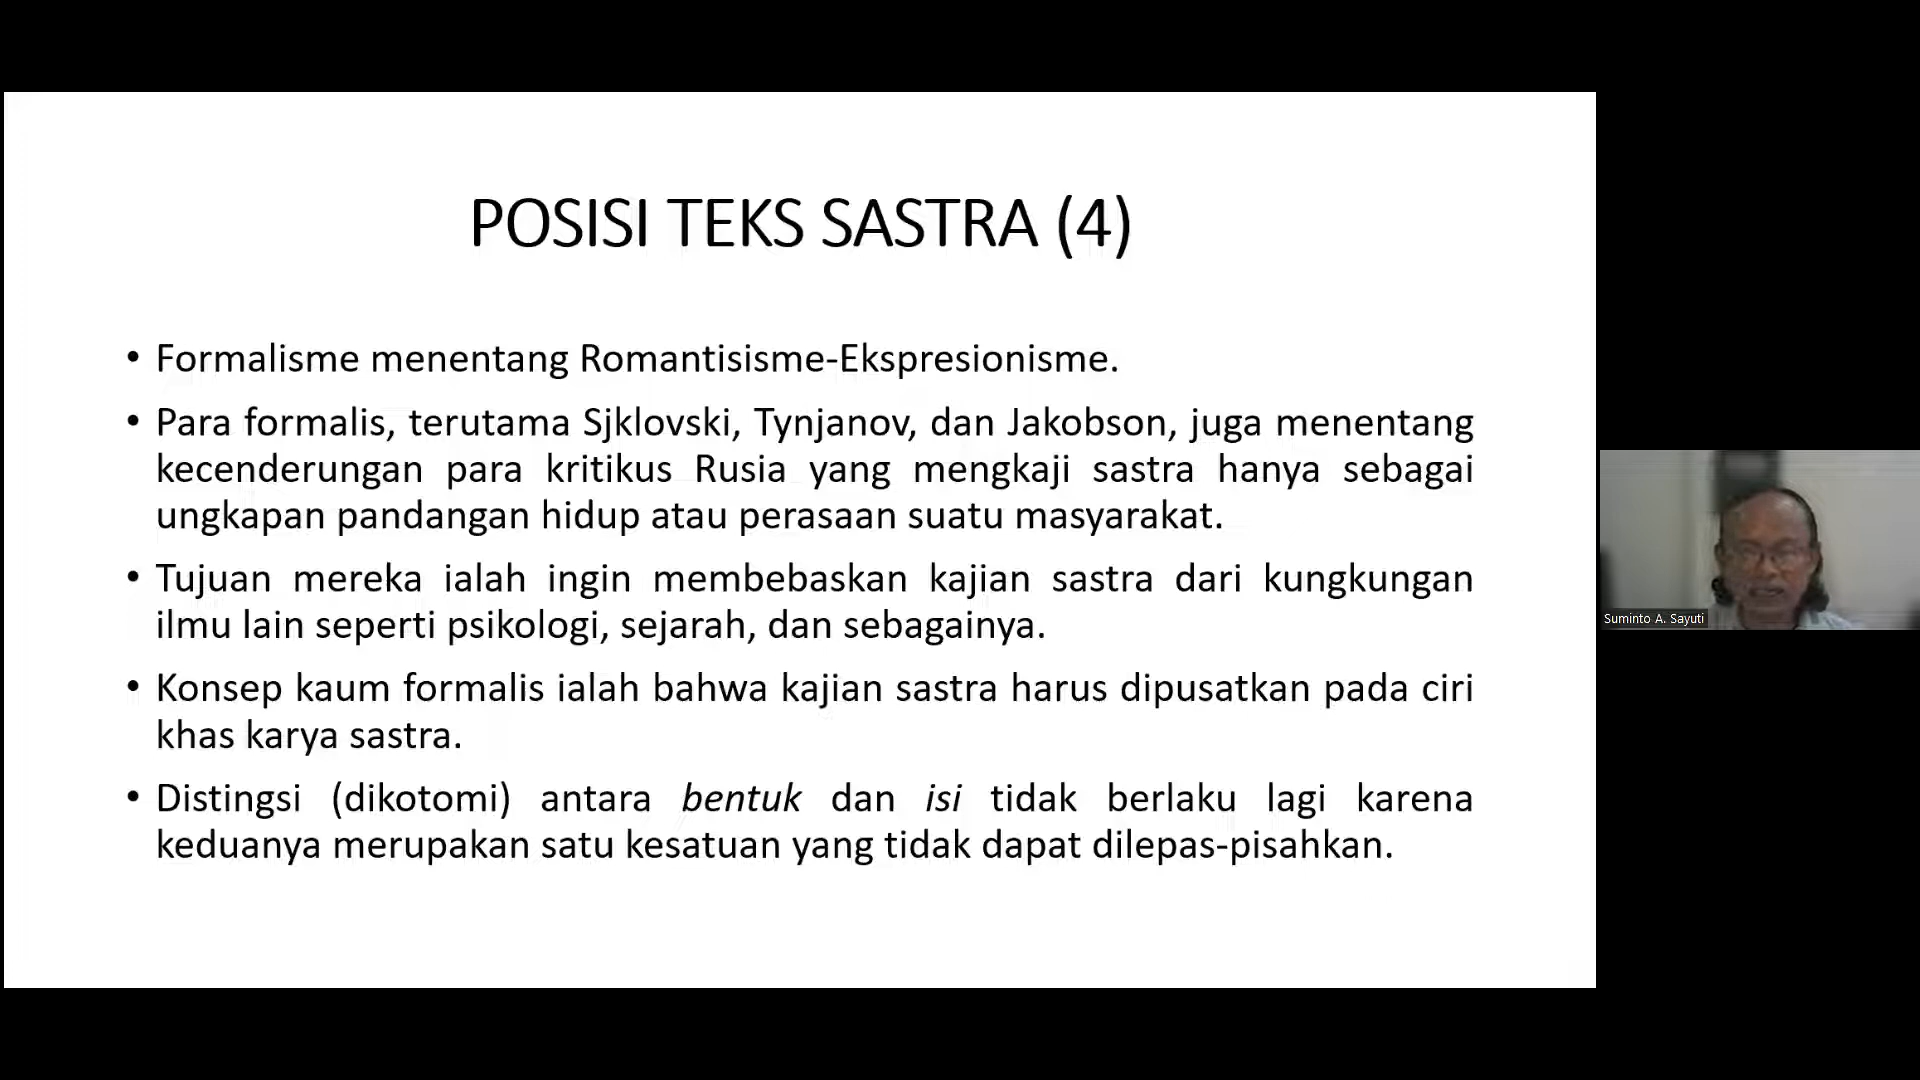 POSISI TEKS SASTRA (4)
• Formalisme menentang Romantisisme-Ekspresionisme.
• Para formalis, terutama Sjklovski, Tynjanov, dan Jakobson, juga menentang
kecenderungan para kritikus Rusia yang mengkaji sastra hanya sebagai
ungkapan pandangan hidup atau perasaan suatu masyarakat.
• Tujuan mereka ialah ingin membebaskan kajian sastra dari kungkungan
ilmu lain seperti psikologi, sejarah, dan sebagainya.
• Konsep kaum formalis ialah bahwa kajian sastra harus dipusatkan pada ciri
khas karya sastra.
• Distingsi (dikotomi) antara bentuk dan isi tidak berlaku lagi karena
keduanya merupakan satu kesatuan yang tidak dapat dilepas-pisahkan.
Suminto A. Sayuti